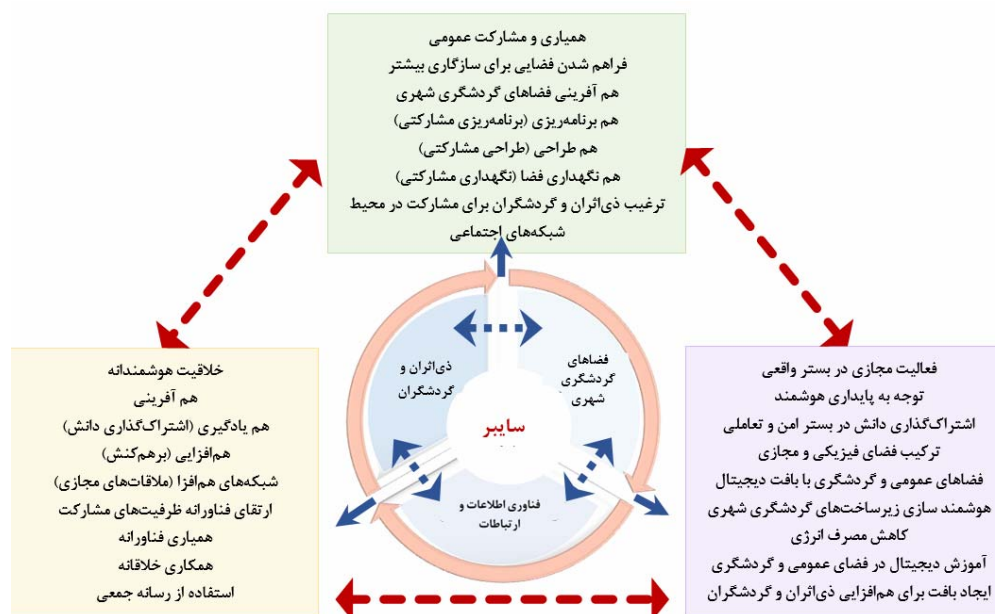 همیاری و مشارکت عمومی
فراهم شدن فضایی برای سازگاری بیشتر
هم آفرینی فضاهای گردشگری شهری
هم برنامه‌ریزی (برنامه‌ریزی مشارکتی)
هم طراحی (طراحی مشارکتی)
هم نگهداری فضا (نگهداری مشارکتی)
ترغیب ذی‌اثران و گردشگران برای مشارکت در محیط
شبکه‌های اجتماعی
فضاهای
گردشگری
شهری
ذی‌اثران و
گردشگران
سایبر
فناوری اطلاعات و
ارتباطات
فعالیت مجازی در بستر واقعی
توجه به پایداری هوشمند
اشتراک‌گذاری دانش در بستر امن و تعاملی
ترکیب فضای فیزیکی و مجازی
فضاهای عمومی و گردشگری با بافت دیجیتال
هوشمند سازی زیرساخت‌های گردشگری شهری
کاهش مصرف انرژی
آموزش دیجیتال در فضای عمومی و گردشگری
ایجاد بافت برای هم‌افزایی ذی‌اثران و گردشگران
خلاقیت هوشمندانه
هم آفرینی
هم یادگیری (اشتراک‌گذاری دانش)
هم‌افزایی (برهم‌کنش)
شبکه‌های هم‌افزا (ملاقات‌های مجازی)
ارتقای فناورانه ظرفیت‌های مشارکت
همیاری فناورانه
همکاری خلاقانه
استفاده از رسانه جمعی